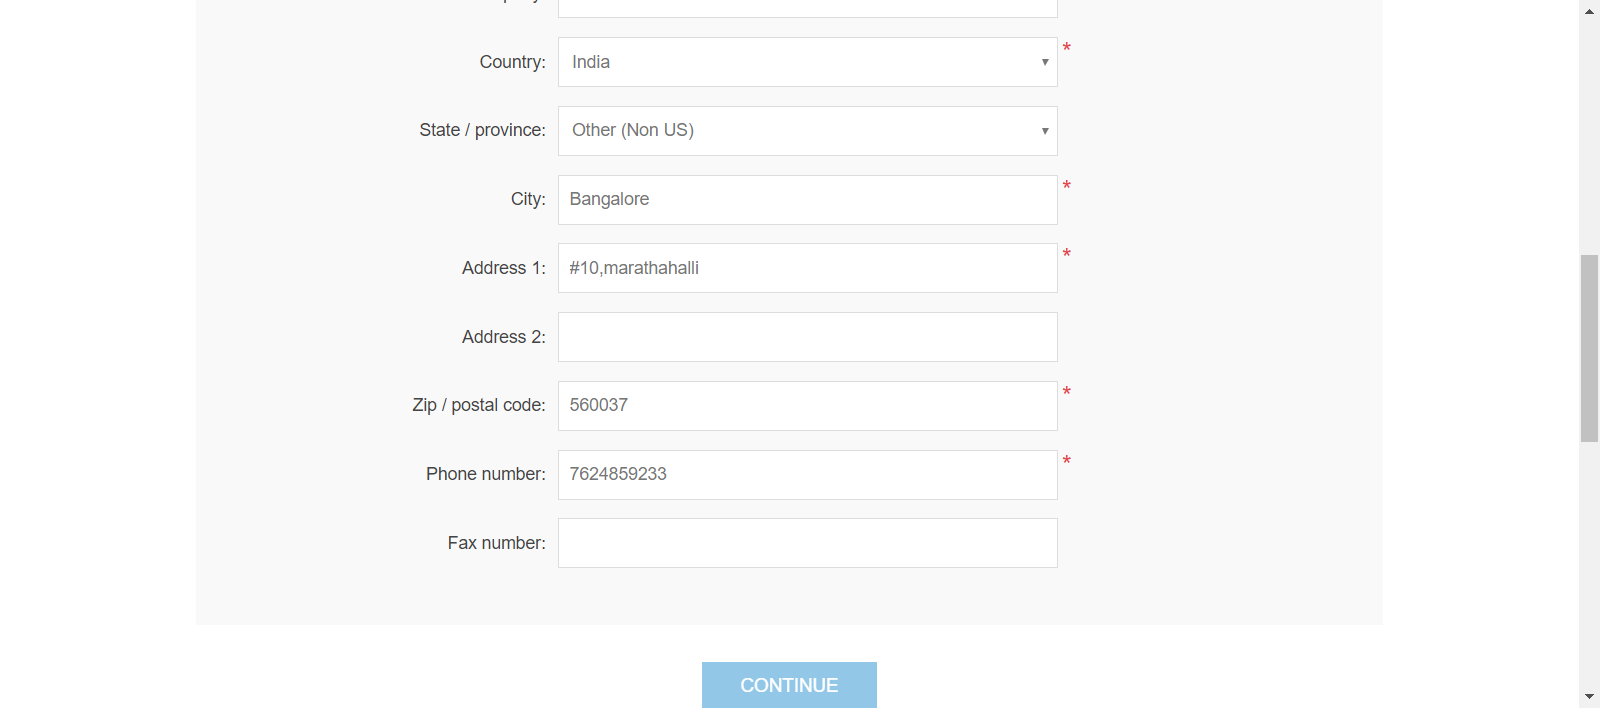 Country: India *
State / province: Other (Non US)
City: Bangalore *
Address 1: #10,marathahalli *
Address 2:
Zip / postal code: 560037 *
Phone number: 7624859233 *
Fax number:
CONTINUE